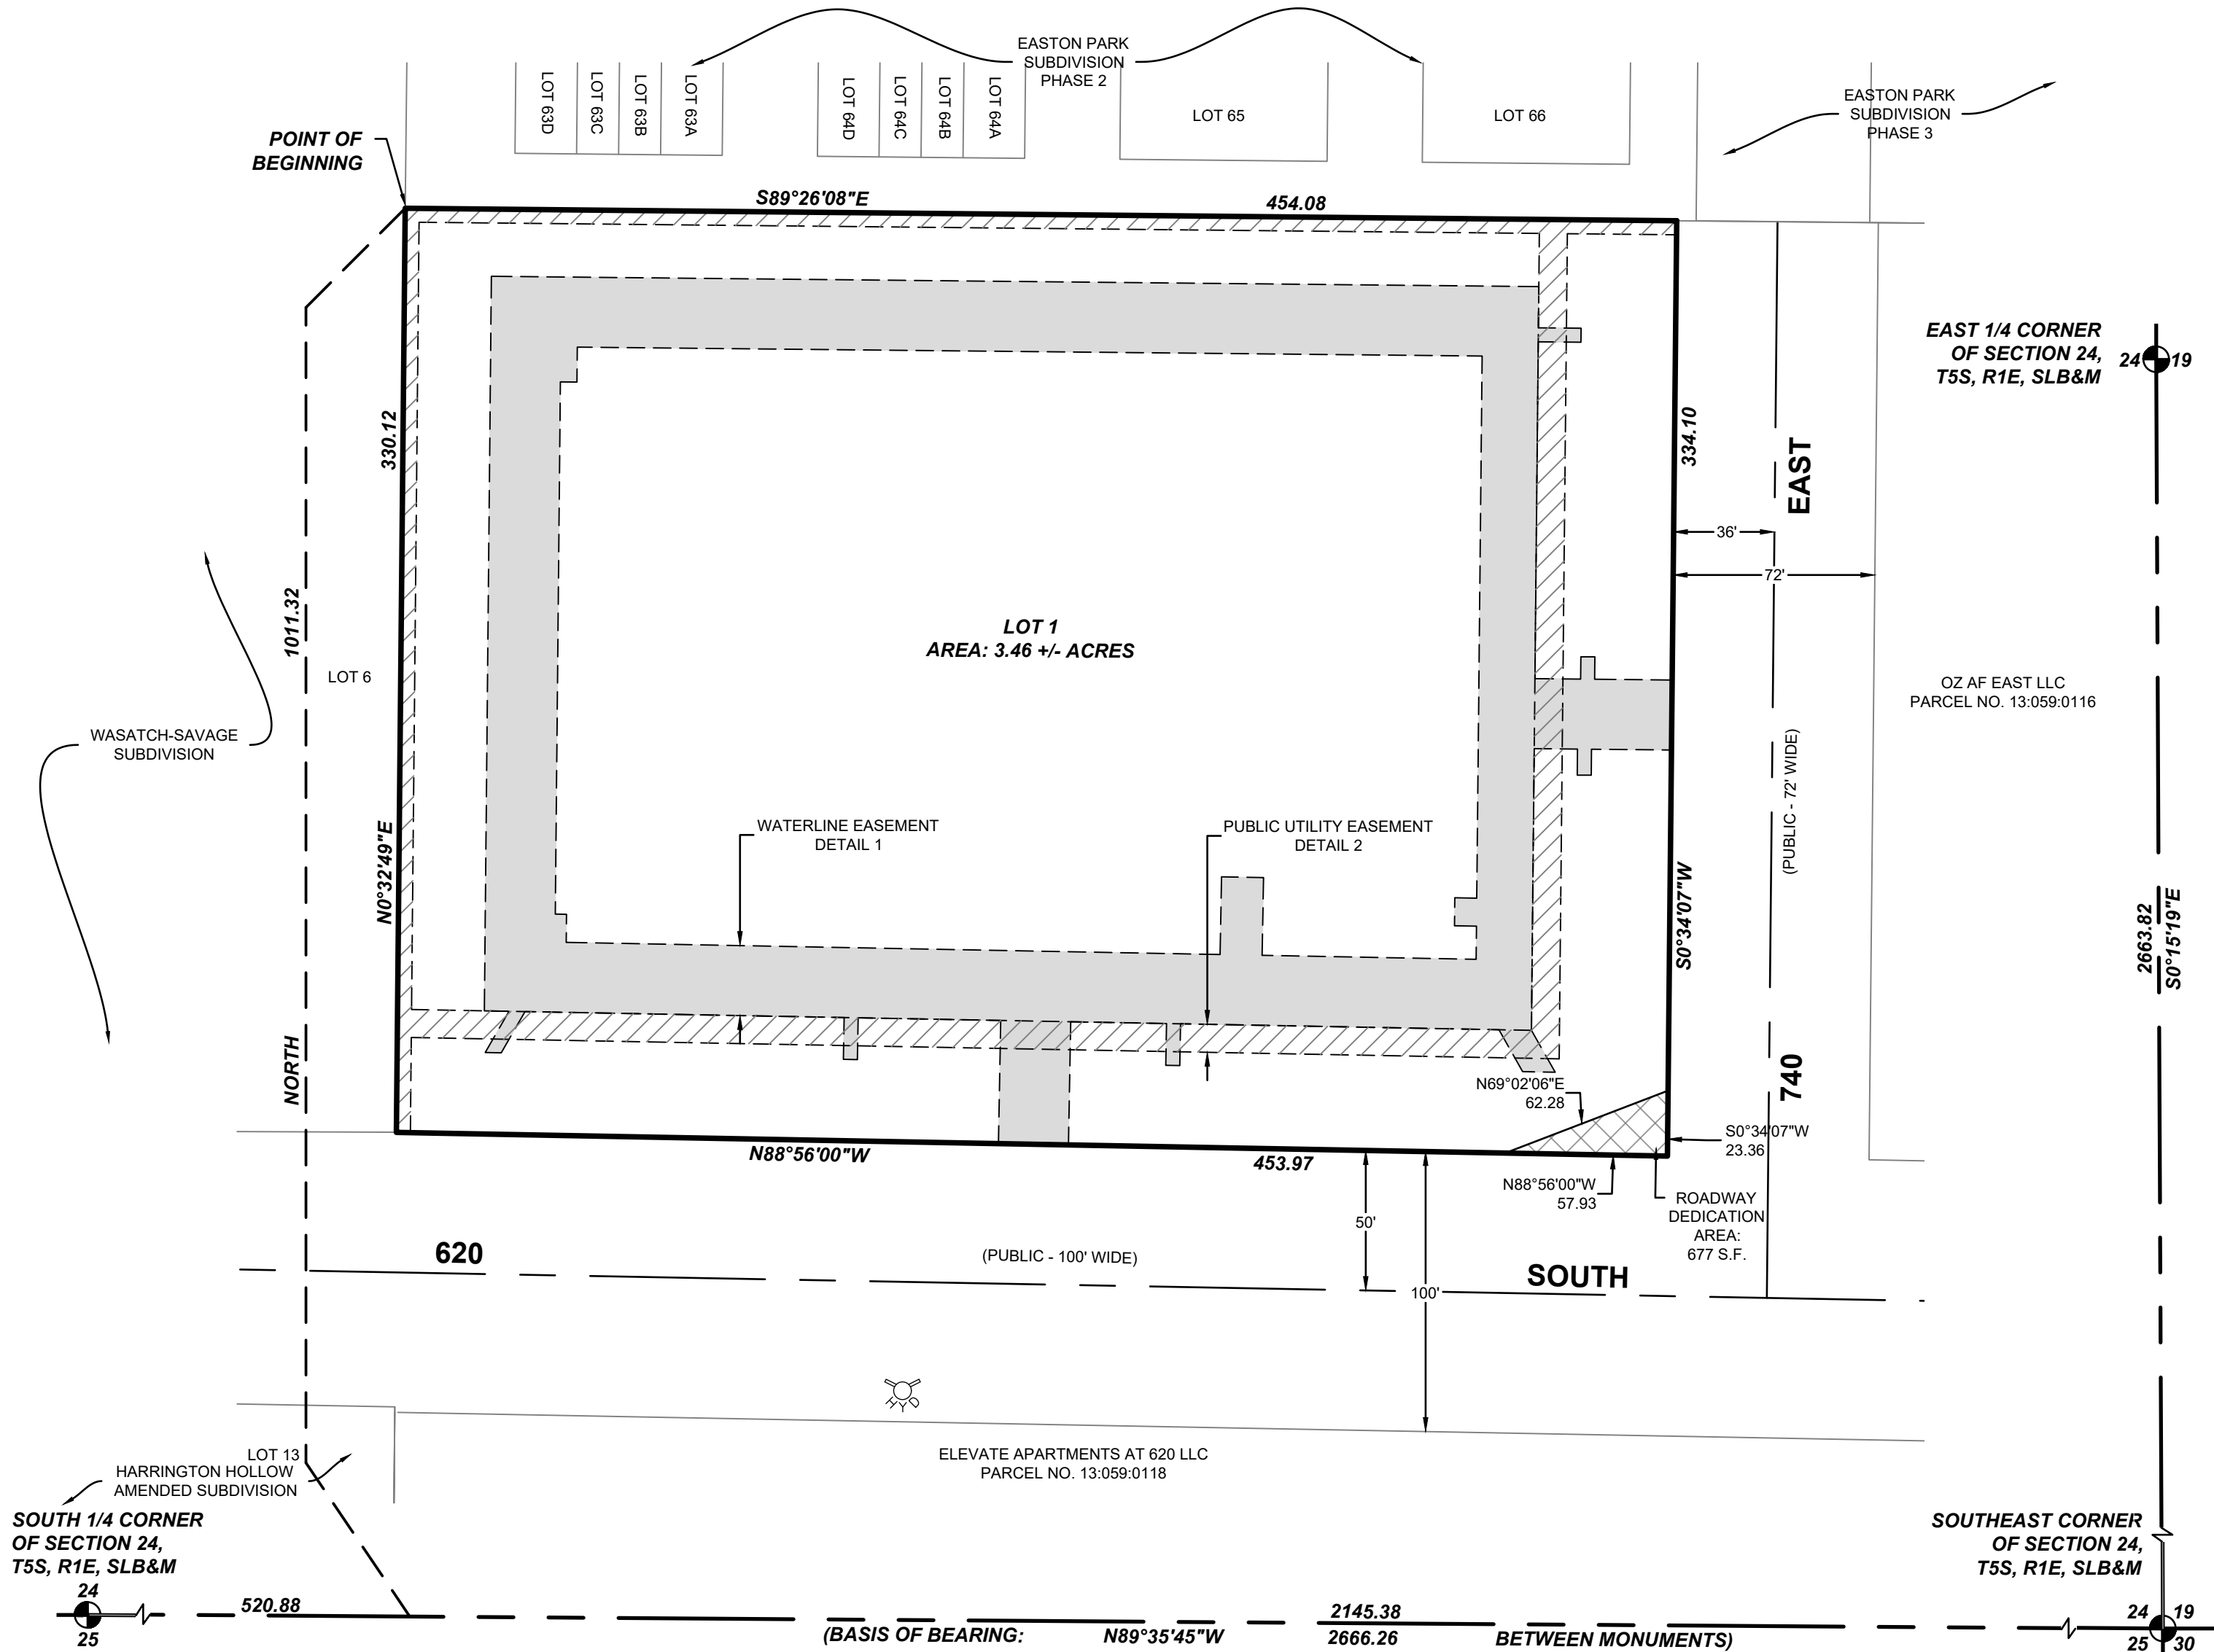 EASTON PARK
SUBDIVISION
PHASE 2
EASTON PARK
SUBDIVISION
PHASE 3
LOT 63D
LOT 63C
LOT 63B
LOT 63A
LOT 64D
LOT 64C
LOT 64B
LOT 64A
LOT 65
LOT 66
POINT OF
BEGINNING
S89°26'08"E
454.08
EAST 1/4 CORNER
OF SECTION 24,
T5S, R1E, SLB&M
24
19
330.12
334.10
EAST
36'
72'
1011.32
LOT 1
AREA: 3.46 +/- ACRES
LOT 6
OZ AF EAST LLC
PARCEL NO. 13:059:0116
WASATCH-SAVAGE
SUBDIVISION
(PUBLIC - 72' WIDE)
WATERLINE EASEMENT
DETAIL 1
PUBLIC UTILITY EASEMENT
DETAIL 2
N0°32'49"E
S0°34'07"W
2663.82
S0°15'19"E
NORTH
740
N69°02'06"E
62.28
S0°34'07"W
23.36
N88°56'00"W
453.97
N88°56'00"W
57.93
ROADWAY
DEDICATION
AREA:
677 S.F.
50'
620
(PUBLIC - 100' WIDE)
SOUTH
100'
HYD
LOT 13
HARRINGTON HOLLOW
AMENDED SUBDIVISION
ELEVATE APARTMENTS AT 620 LLC
PARCEL NO. 13:059:0118
SOUTH 1/4 CORNER
OF SECTION 24,
T5S, R1E, SLB&M
24
25
SOUTHEAST CORNER
OF SECTION 24,
T5S, R1E, SLB&M
24
19
25
30
520.88
2145.38
(BASIS OF BEARING:
N89°35'45"W
2666.26
BETWEEN MONUMENTS)